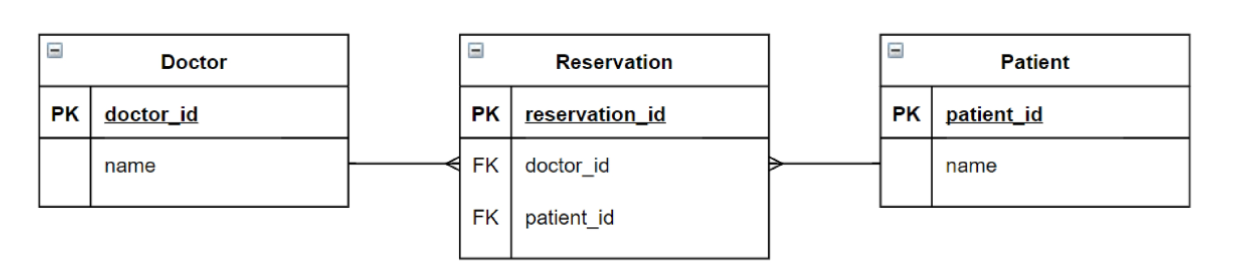 Doctor
PK doctor_id
name
Reservation
PK reservation_id
FK doctor_id
FK patient_id
Patient
PK patient_id
name